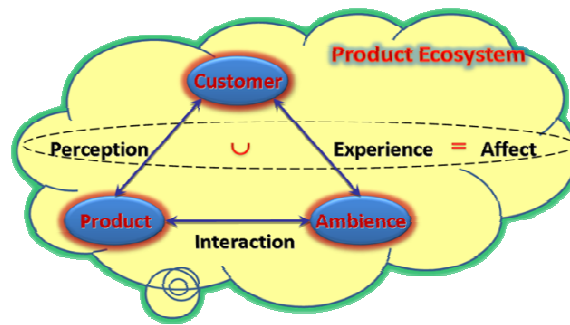 Product Ecosystem
Customer
Perception ∪ Experience = Affect
Product
Ambience
Interaction